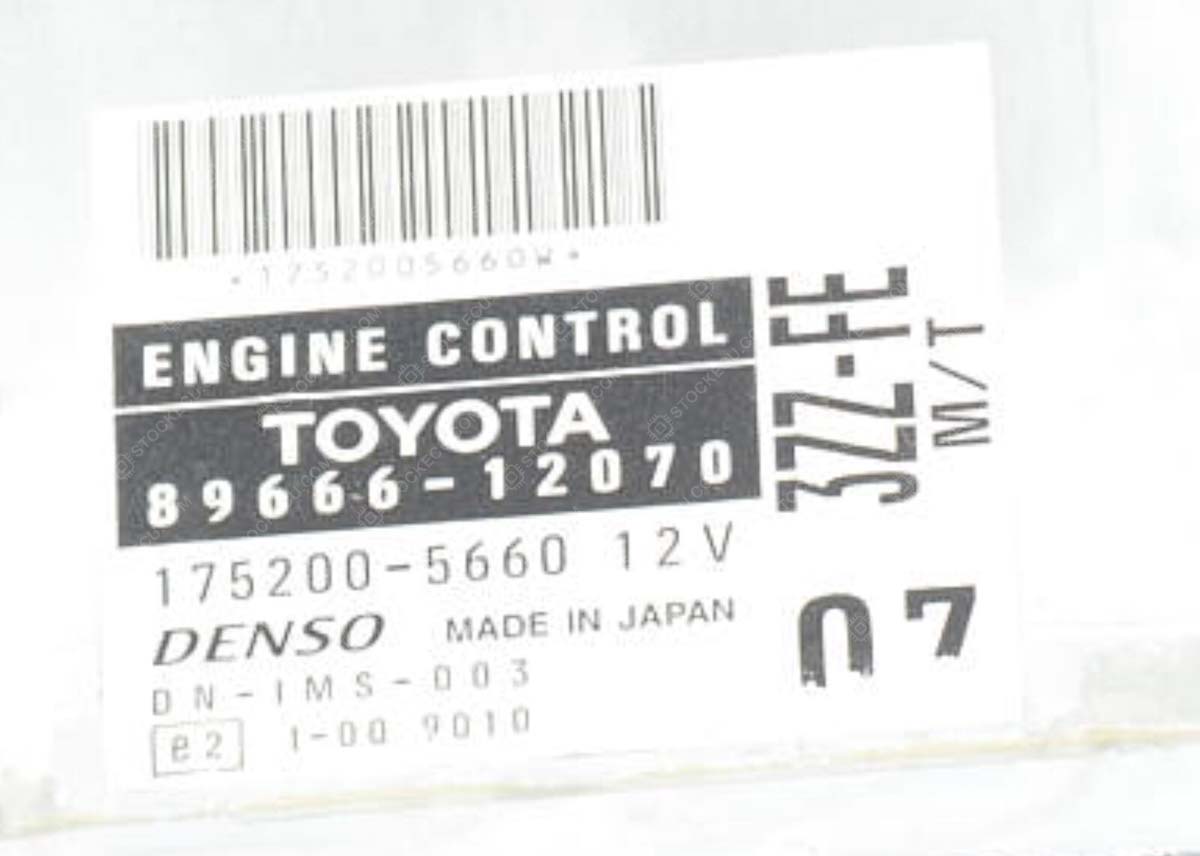 *1752005660W*
ENGINE CONTROL
TOYOTA
89666-12070
3ZZ-FE
M/T
175200-5660 12V
DENSO MADE IN JAPAN
07
DN-IMS-003
e2 1-00 9010